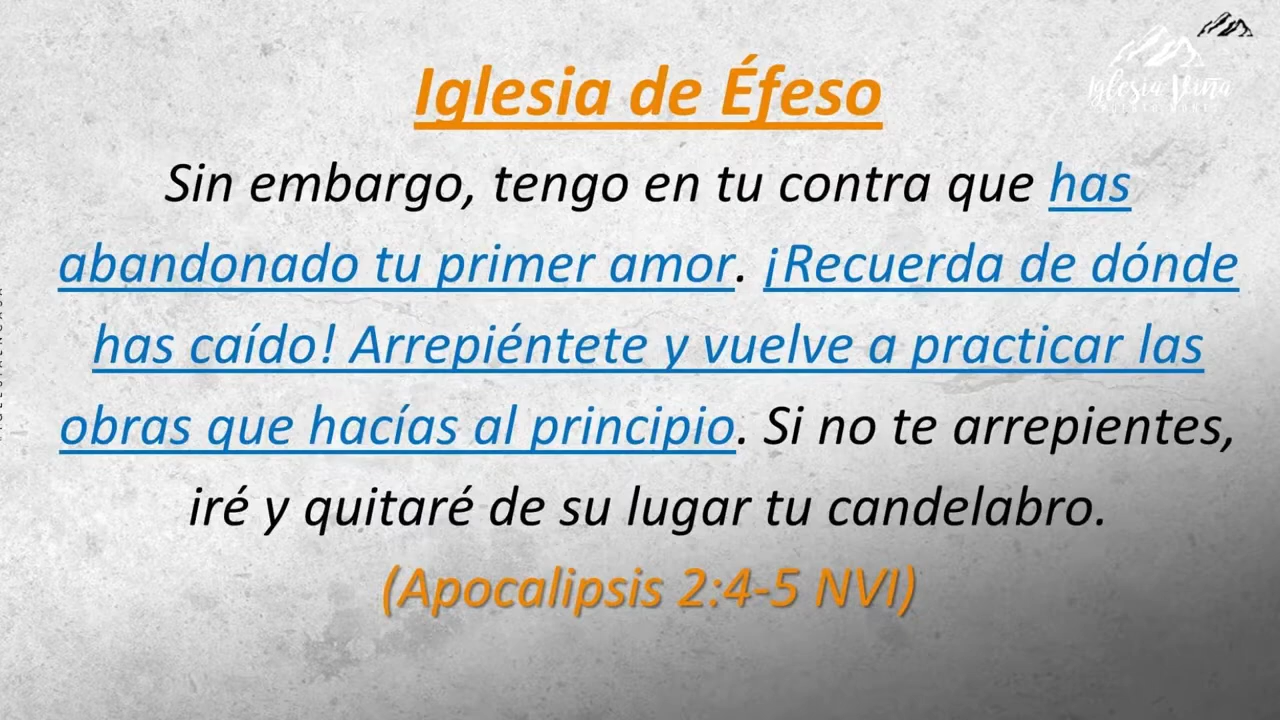 Iglesia Viña
Iglesia de Éfeso
Sin embargo, tengo en tu contra que has
abandonado tu primer amor. ¡Recuerda de dónde
has caído! Arrepiéntete y vuelve a practicar las
obras que hacías al principio. Si no te arrepientes,
iré y quitaré de su lugar tu candelabro.
(Apocalipsis 2:4-5 NVI)